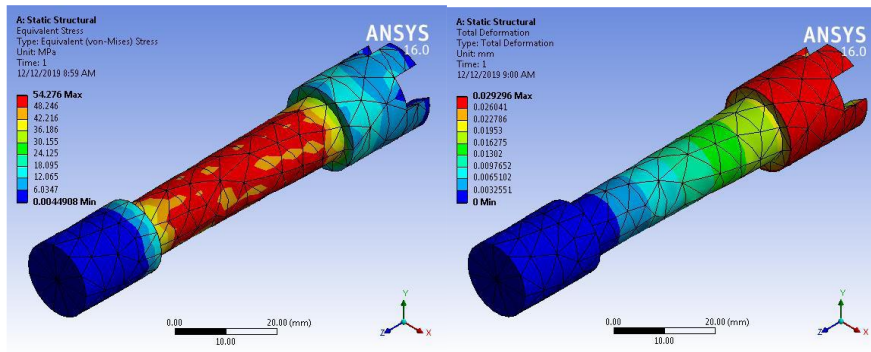 A: Static Structural
Equivalent Stress
Type: Equivalent (von-Mises) Stress
Unit: MPa
Time: 1
12/12/2019 8:59 AM
ANSYS
16.0
54.276 Max
48.246
42.216
36.186
30.155
24.125
18.095
12.065
6.0347
0.0044908 Min
0.00
20.00 (mm)
10.00
Y
Z
X
A: Static Structural
Total Deformation
Type: Total Deformation
Unit: mm
Time: 1
12/12/2019 9:00 AM
ANSYS
16.0
0.029296 Max
0.026041
0.022786
0.01953
0.016275
0.01302
0.0097652
0.0065102
0.0032551
0 Min
0.00
20.00 (mm)
10.00
Y
Z
X